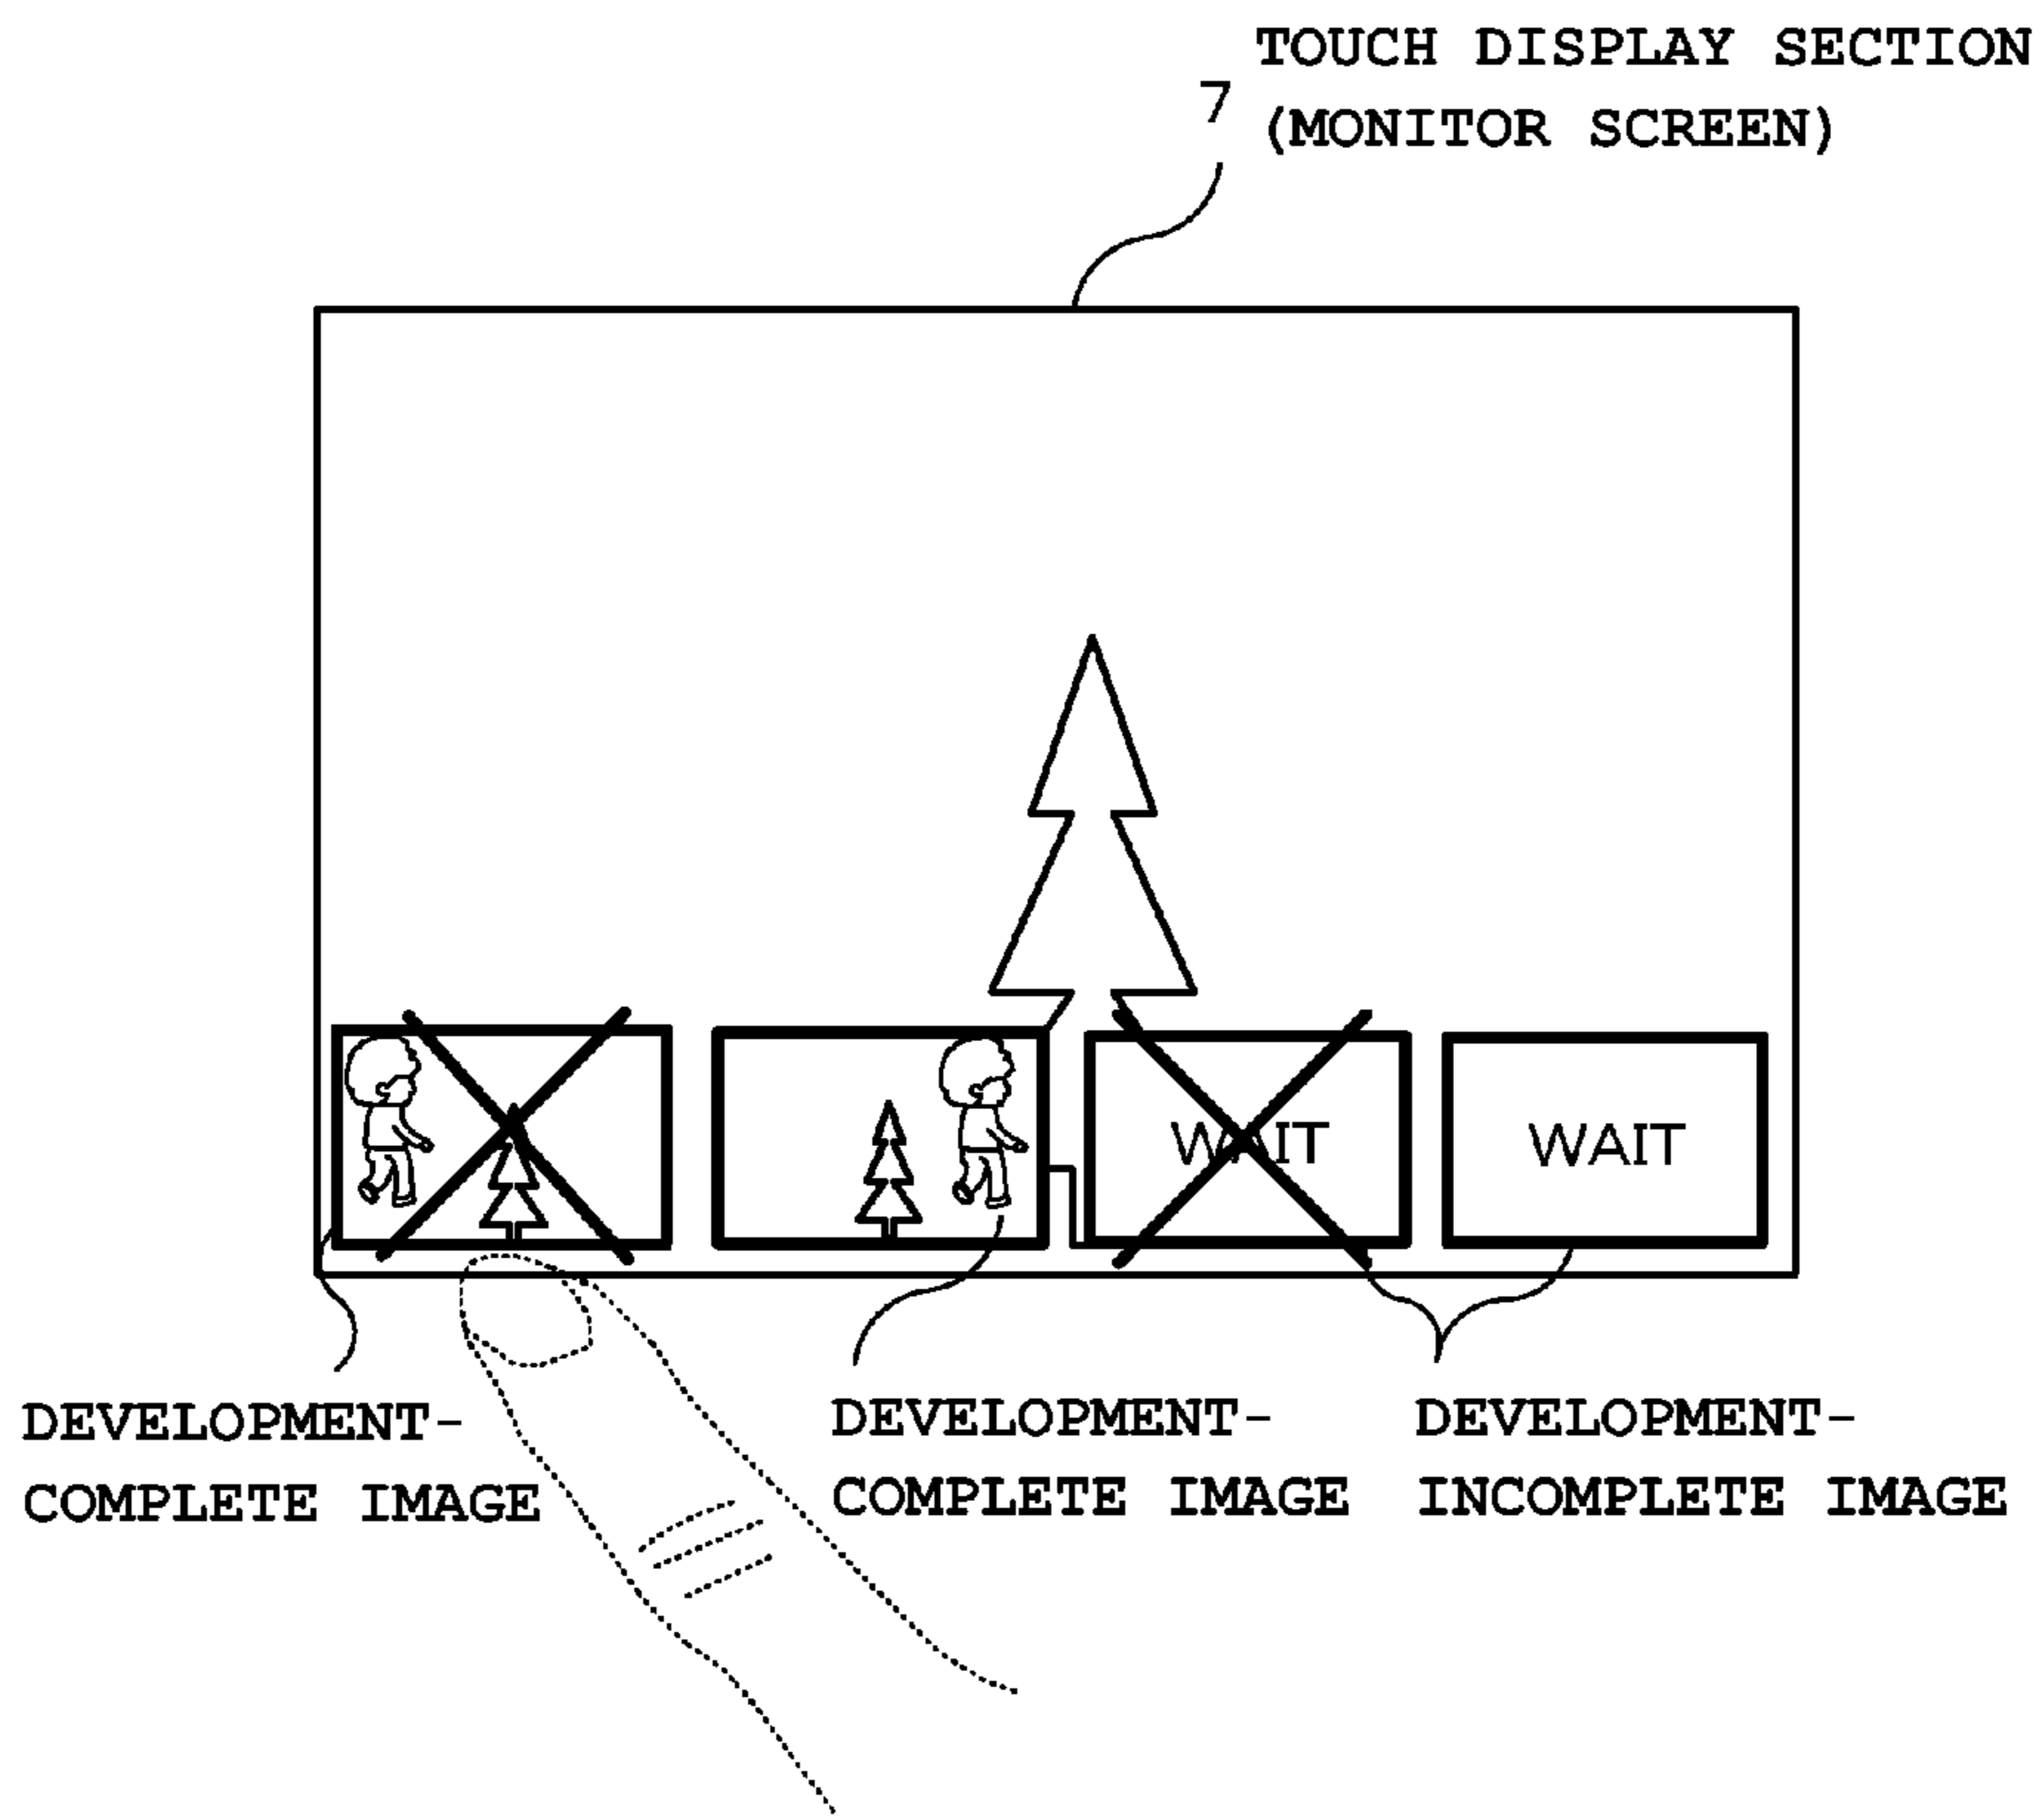 TOUCH DISPLAY SECTION
7
(MONITOR SCREEN)
WAIT
WAIT
DEVELOPMENT-
COMPLETE IMAGE
DEVELOPMENT-
COMPLETE IMAGE
DEVELOPMENT-
INCOMPLETE IMAGE